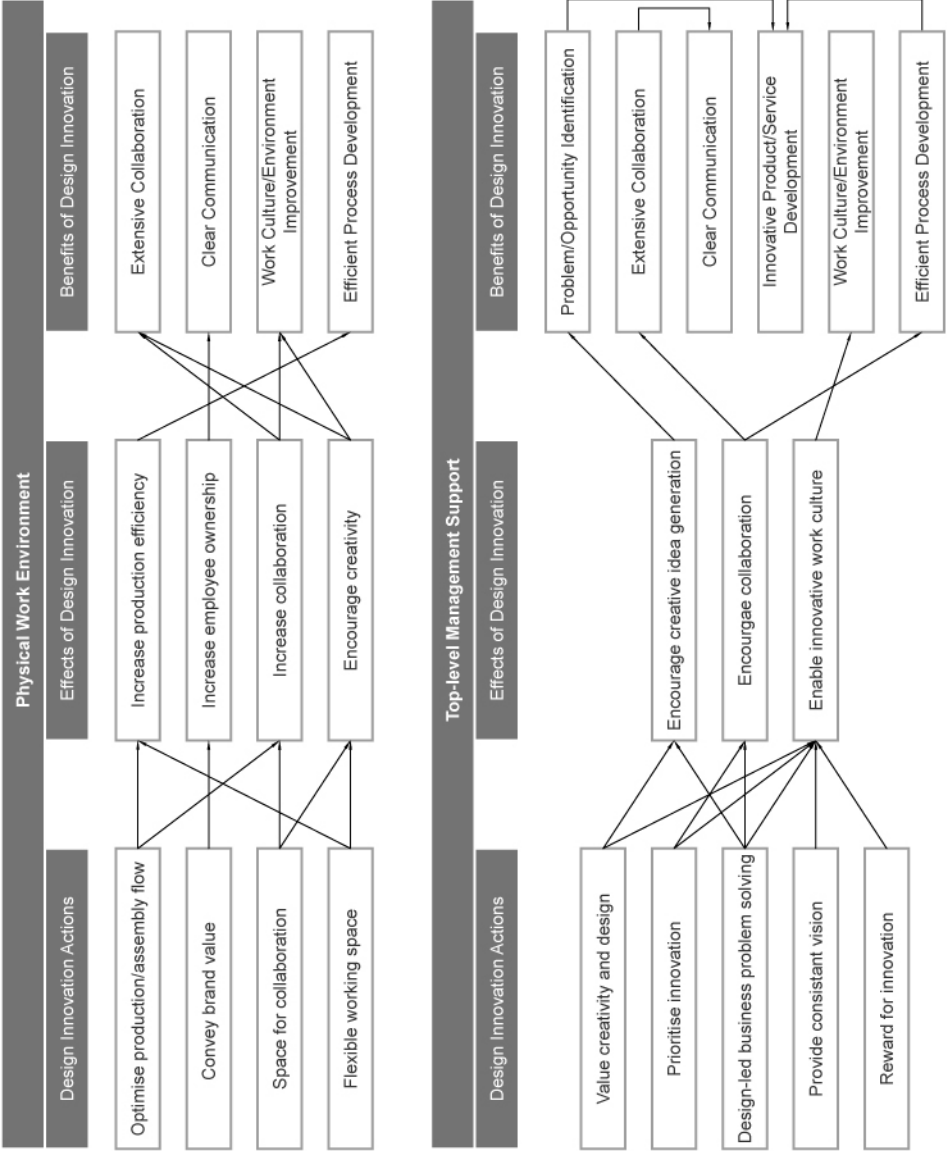 Physical Work Environment
Design Innovation Actions
Effects of Design Innovation
Benefits of Design Innovation
Optimise production/assembly flow
Convey brand value
Space for collaboration
Flexible working space
Increase production efficiency
Increase employee ownership
Increase collaboration
Encourage creativity
Extensive Collaboration
Clear Communication
Work Culture/Environment
Improvement
Efficient Process Development
Top-level Management Support
Design Innovation Actions
Effects of Design Innovation
Benefits of Design Innovation
Value creativity and design
Prioritise innovation
Design-led business problem solving
Provide consistant vision
Reward for innovation
Encourage creative idea generation
Encourgae collaboration
Enable innovative work culture
Problem/Opportunity Identification
Extensive Collaboration
Clear Communication
Innovative Product/Service
Development
Work Culture/Environment
Improvement
Efficient Process Development